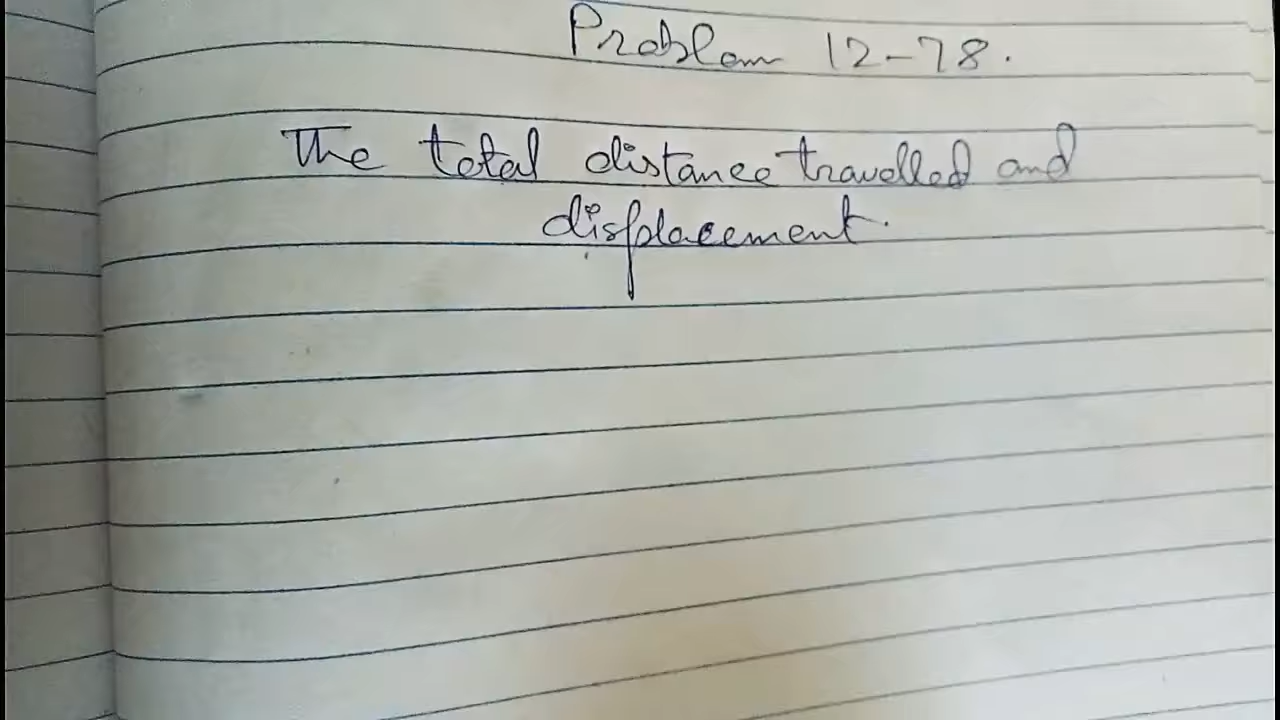 Problem 12-78.
The total distance travelled and
displacement.